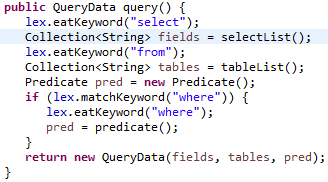 public QueryData query() {
lex.eatKeyword("select");
Collection<String> fields = selectList();
lex.eatKeyword("from");
Collection<String> tables = tableList();
Predicate pred = new Predicate();
if (lex.matchKeyword("where")) {
lex.eatKeyword("where");
pred = predicate();
}
return new QueryData(fields, tables, pred);
}